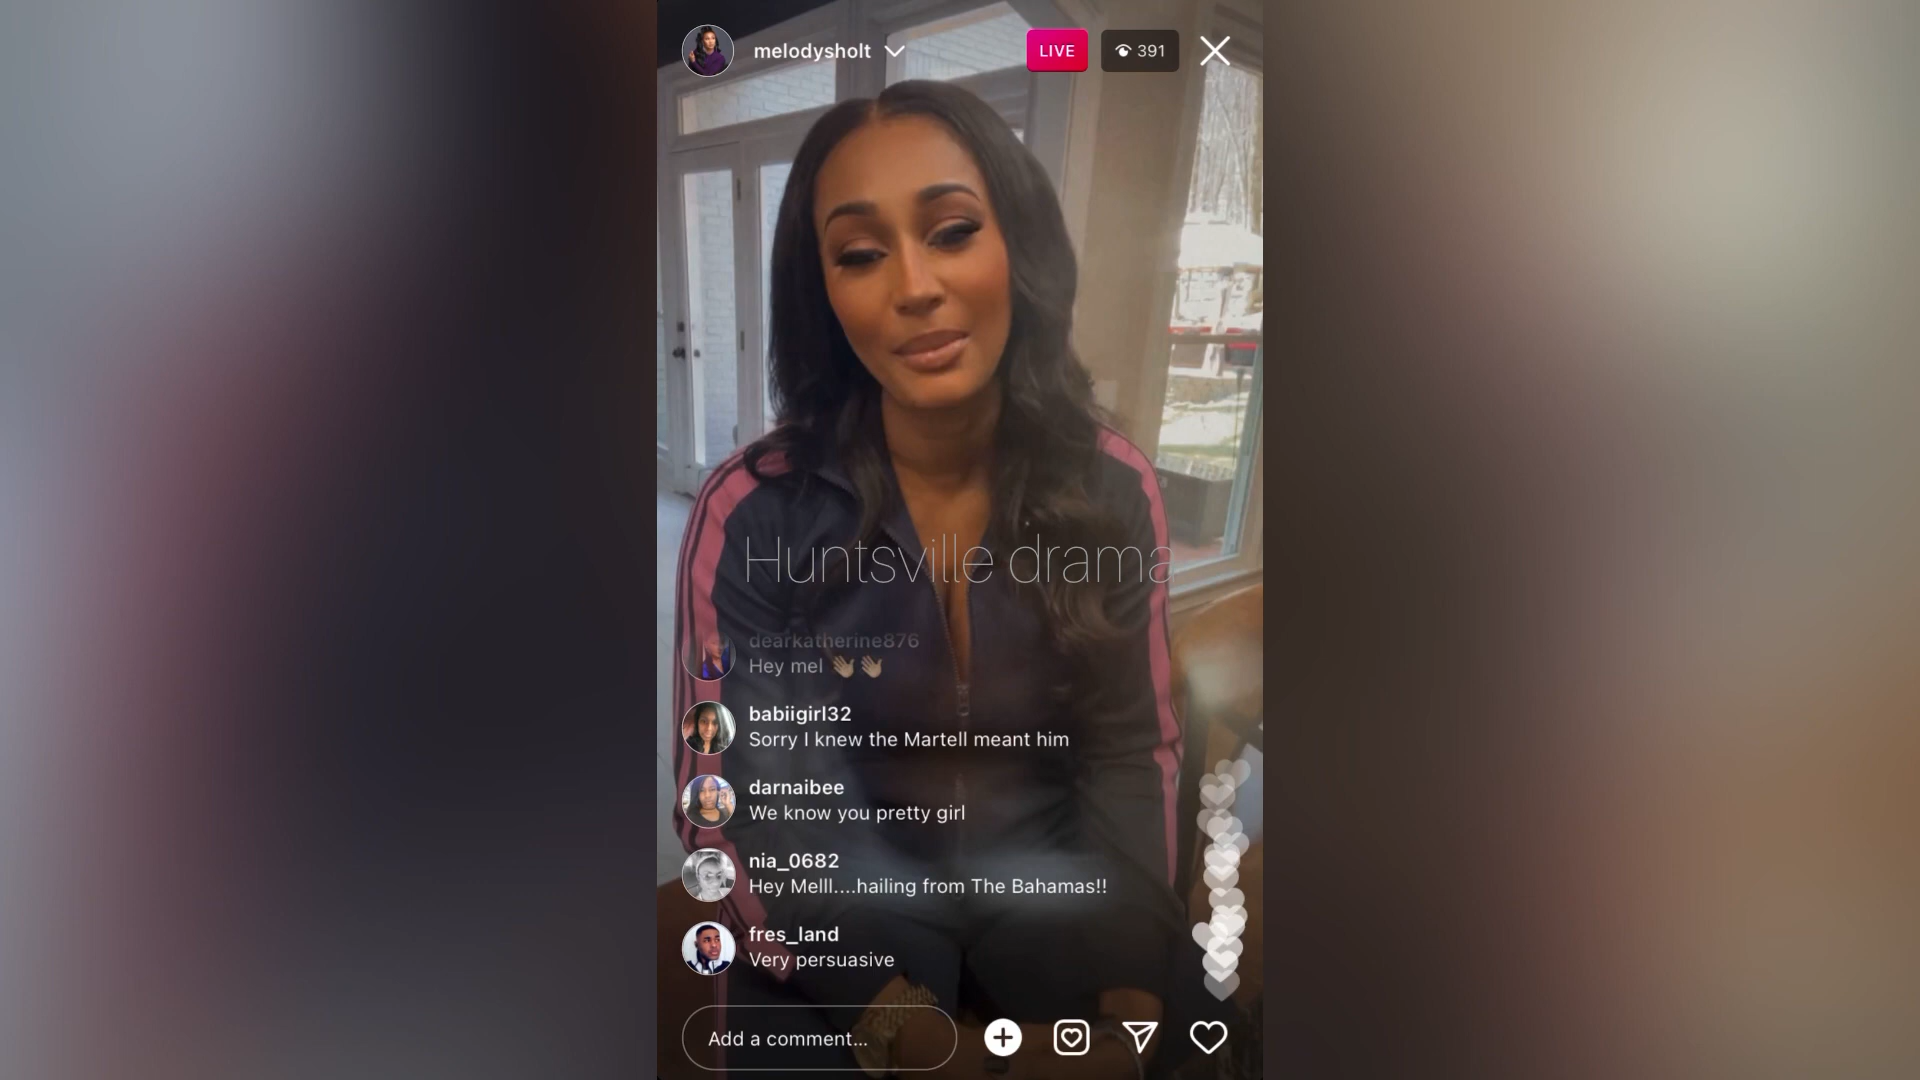 melodysholt
LIVE
391
Huntsville drama
dearkatherine876
Hey mel 👋🏼👋🏼
babiigirl32
Sorry I knew the Martell meant him
darnaibee
We know you pretty girl
nia_0682
Hey Melll....hailing from The Bahamas!!
fres_land
Very persuasive
Add a comment...